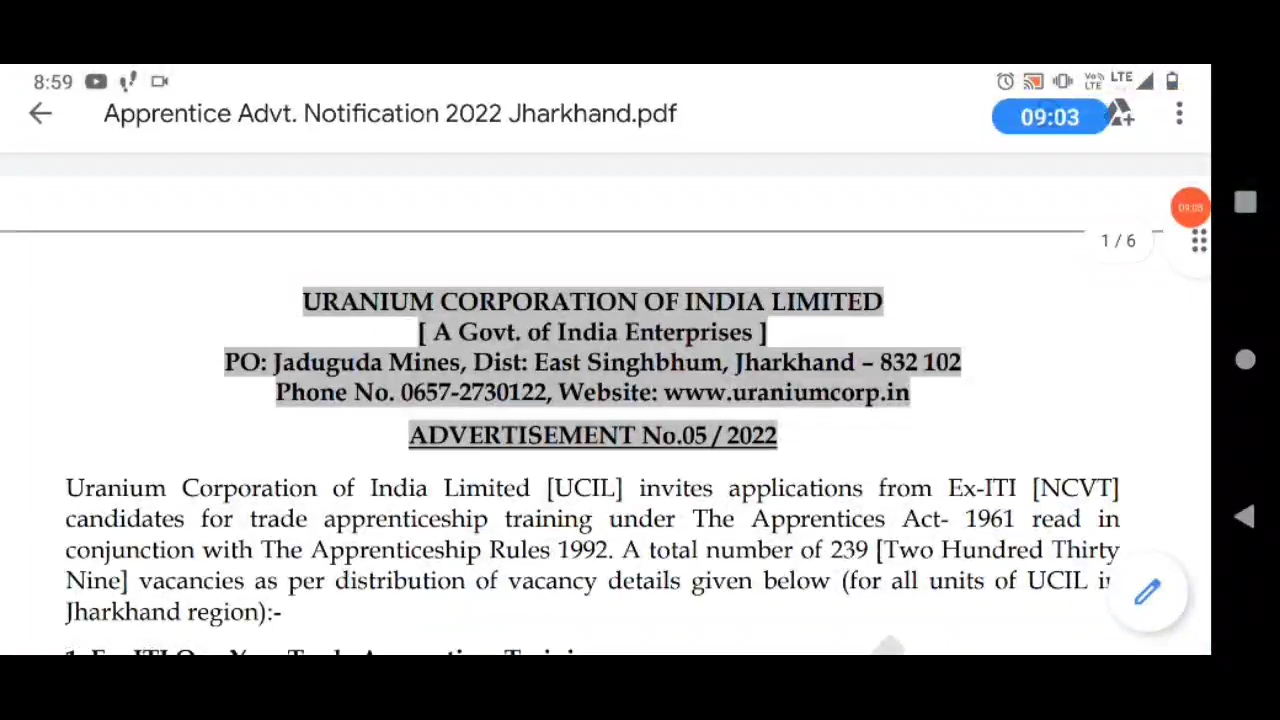 8:59
LTE
Apprentice Advt. Notification 2022 Jharkhand.pdf
09:03
1 / 6
URANIUM CORPORATION OF INDIA LIMITED
[ A Govt. of India Enterprises ]
PO: Jaduguda Mines, Dist: East Singhbhum, Jharkhand – 832 102
Phone No. 0657-2730122, Website: www.uraniumcorp.in
ADVERTISEMENT No.05 / 2022
Uranium Corporation of India Limited [UCIL] invites applications from Ex-ITI [NCVT]
candidates for trade apprenticeship training under The Apprentices Act- 1961 read in
conjunction with The Apprenticeship Rules 1992. A total number of 239 [Two Hundred Thirty
Nine] vacancies as per distribution of vacancy details given below (for all units of UCIL in
Jharkhand region):-